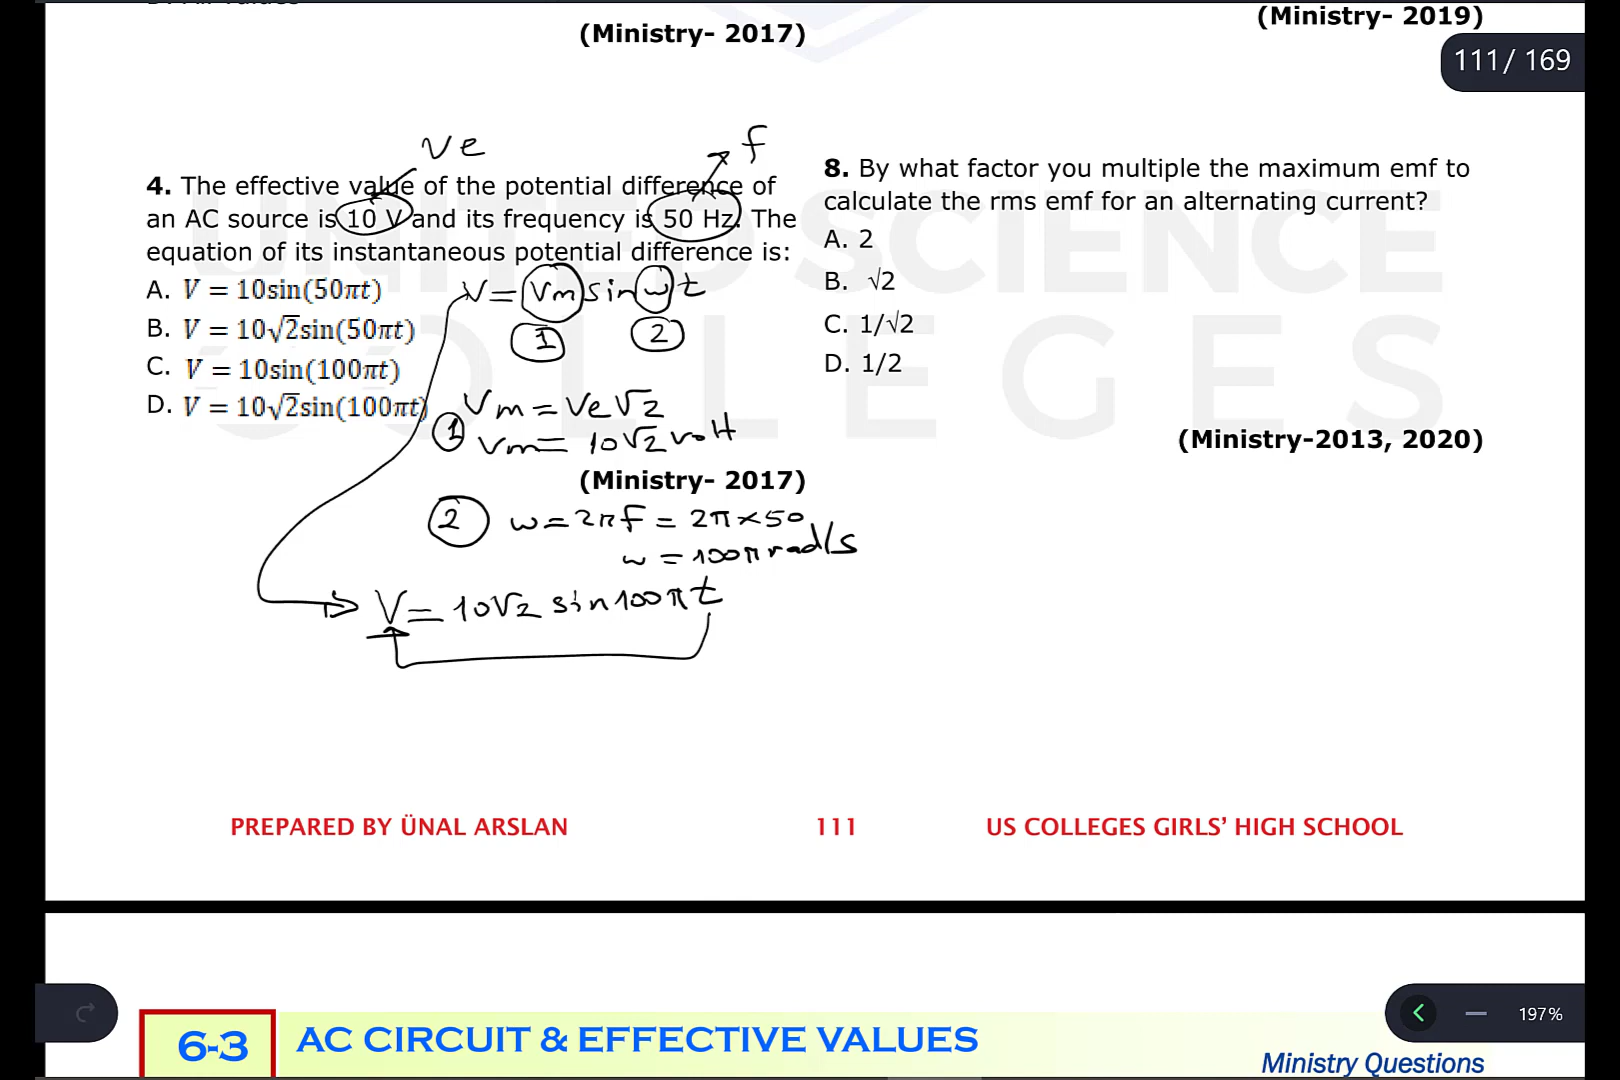 (Ministry- 2017)
(Ministry- 2019)
111/ 169
ve
f
4. The effective value of the potential difference of
an AC source is 10 V and its frequency is 50 Hz. The
equation of its instantaneous potential difference is:
A. V = 10sin(50πt)
B. V = 10√2sin(50πt)
C. V = 10sin(100πt)
D. V = 10√2sin(100πt)
V = Vm sin w t
1
2
Vm = Ve√2
1 Vm = 10√2 volt
(Ministry- 2017)
2 w = 2πf = 2π×50
w = 100π rad/s
V = 10√2 sin100πt
8. By what factor you multiple the maximum emf to
calculate the rms emf for an alternating current?
A. 2
B. √2
C. 1/√2
D. 1/2
(Ministry-2013, 2020)
UNITED SCIENCE
COLLEGES
PREPARED BY ÜNAL ARSLAN
111
US COLLEGES GIRLS’ HIGH SCHOOL
6-3
AC CIRCUIT & EFFECTIVE VALUES
Ministry Questions
197%